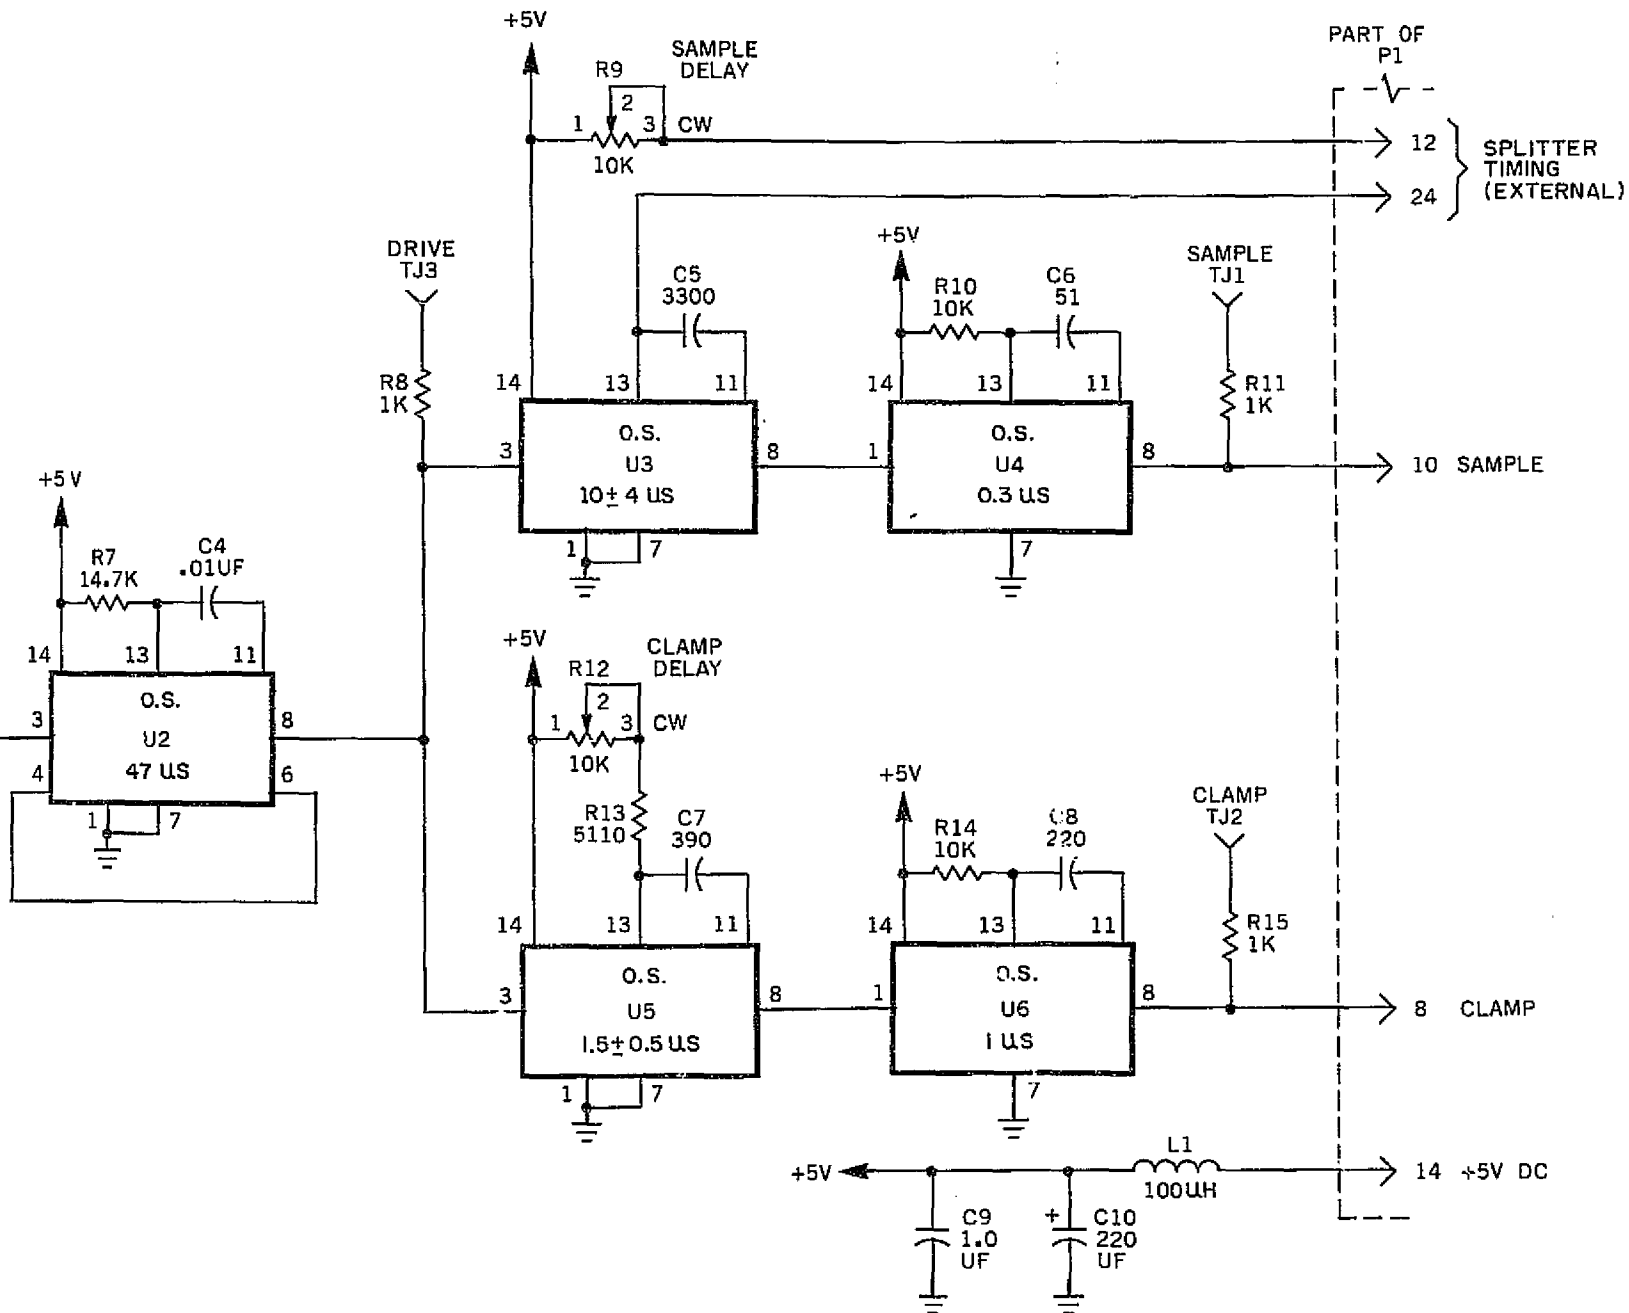 +5V
SAMPLE
DELAY
R9
2
1
3
CW
10K
PART OF
P1
12
24
SPLITTER
TIMING
(EXTERNAL)
DRIVE
TJ3
R8
1K
C5
3300
14
13
11
3
O.S.
U3
10± 4 US
8
1
7
+5V
R10
10K
C6
51
14
13
11
1
O.S.
U4
0.3 US
8
7
SAMPLE
TJ1
R11
1K
10 SAMPLE
+5V
R7
14.7K
C4
.01UF
14
13
11
3
4
O.S.
U2
47 US
8
6
1
7
+5V
CLAMP
DELAY
R12
2
1
3
CW
10K
R13
5110
C7
390
14
13
11
3
O.S.
U5
1.5±0.5 US
8
1
7
+5V
R14
10K
C8
220
14
13
11
1
O.S.
U6
1 US
8
7
CLAMP
TJ2
R15
1K
8 CLAMP
+5V
L1
100UH
14 +5V DC
C9
1.0
UF
+
C10
220
UF